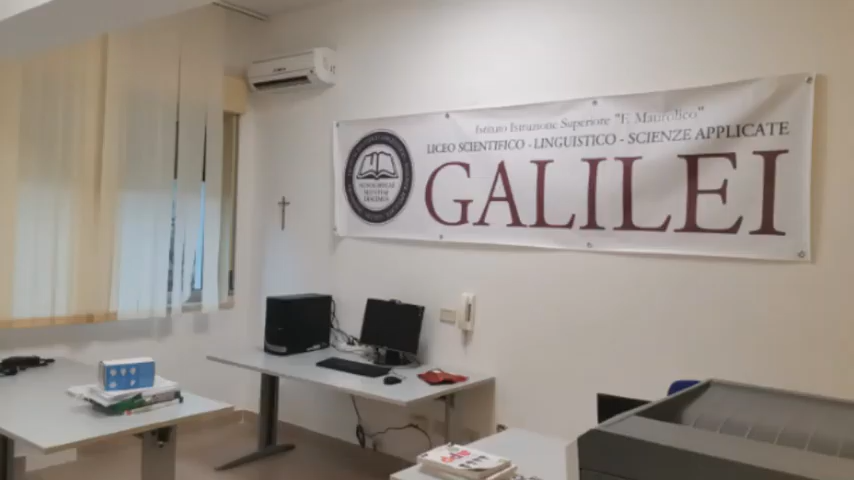 Istituto Istruzione Superiore "F. Maurolico"
LICEO SCIENTIFICO - LINGUISTICO - SCIENZE APPLICATE
GALILEI